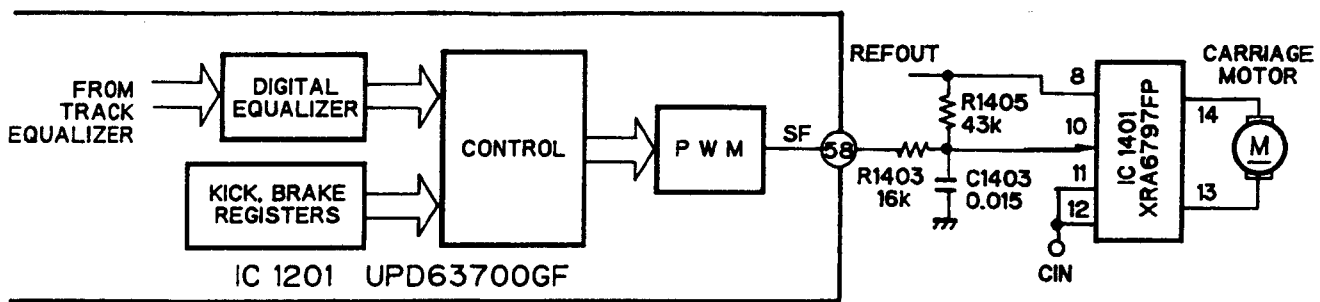 FROM
TRACK
EQUALIZER
DIGITAL
EQUALIZER
KICK, BRAKE
REGISTERS
CONTROL
PWM
SF
58
IC 1201 UPD63700GF
REFOUT
R1405
43k
R1403
16k
C1403
0.015
8
10
11
12
CIN
IC 1401
XRA6797FP
14
13
CARRIAGE
MOTOR
M